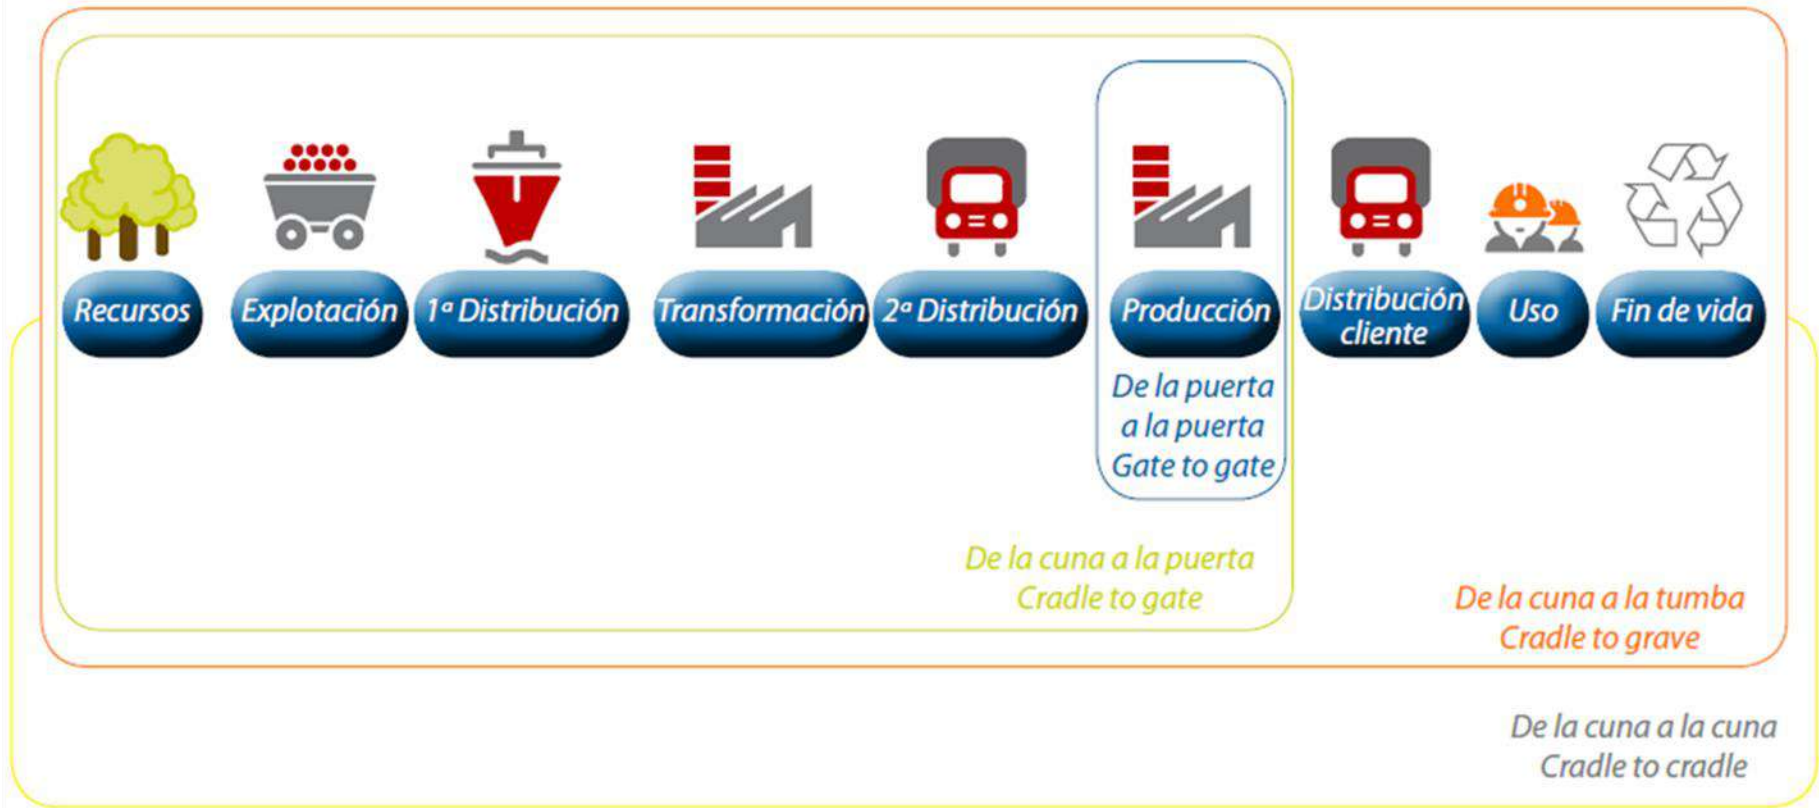 Recursos
Explotación
1ª Distribución
Transformación
2ª Distribución
Producción
Distribución
cliente
Uso
Fin de vida
De la puerta
a la puerta
Gate to gate
De la cuna a la puerta
Cradle to gate
De la cuna a la tumba
Cradle to grave
De la cuna a la cuna
Cradle to cradle